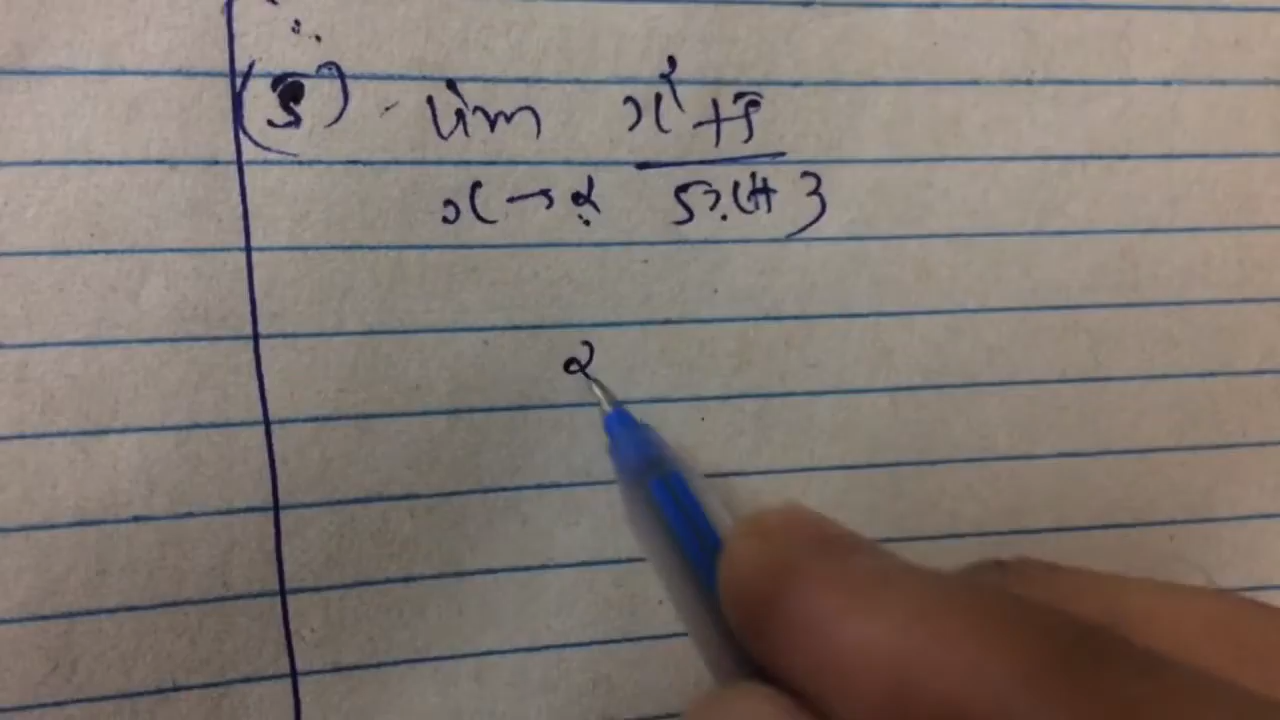 (5) lim x² + 5
x → 2 5x + 3
2